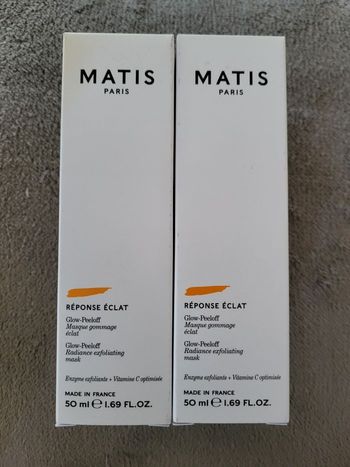 MATIS
PARIS
RÉPONSE ÉCLAT
Glow-Peeloff
Masque gommage
éclat
Glow-Peeloff
Radiance exfoliating
mask
Enzyme exfoliante + Vitamine C optimisée
MADE IN FRANCE
50 ml ℮ 1.69 FL.OZ.
MATIS
PARIS
RÉPONSE ÉCLAT
Glow-Peeloff
Masque gommage
éclat
Glow-Peeloff
Radiance exfoliating
mask
Enzyme exfoliante + Vitamine C optimisée
MADE IN FRANCE
50 ml ℮ 1.69 FL.OZ.